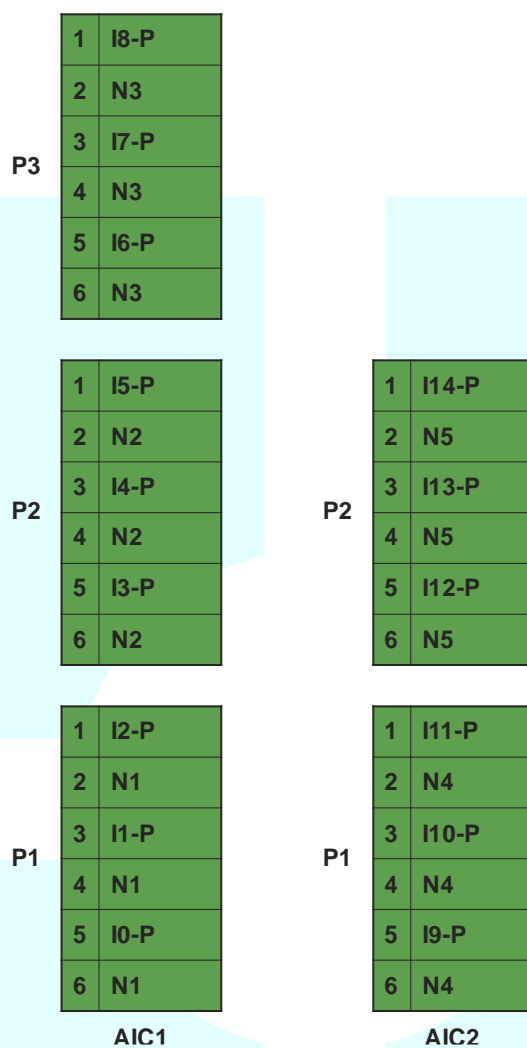 1 I8-P
2 N3
3 I7-P
P3
4 N3
5 I6-P
6 N3
1 I5-P
2 N2
3 I4-P
P2
4 N2
5 I3-P
6 N2
1 I14-P
2 N5
3 I13-P
P2
4 N5
5 I12-P
6 N5
1 I2-P
2 N1
3 I1-P
P1
4 N1
5 I0-P
6 N1
1 I11-P
2 N4
3 I10-P
P1
4 N4
5 I9-P
6 N4
AIC1
AIC2